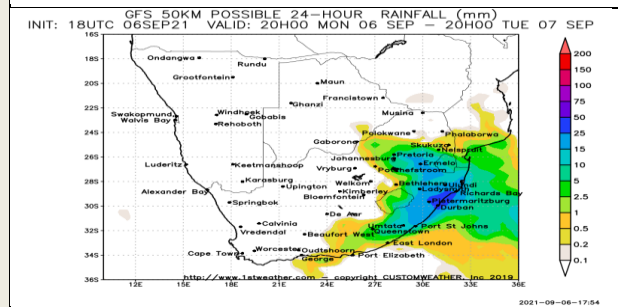 GFS 50KM POSSIBLE 24-HOUR RAINFALL (mm)
INIT: 18UTC 06SEP21 VALID: 20H00 MON 06 SEP - 20H00 TUE 07 SEP
16S
18S
20S
22S
24S
26S
28S
30S
32S
34S
36S
Ondangwa
Rundu
Grootfontein
Maun
Francistown
Ghanzi
Musina
Swakopmund
Walvis Bay
Windhoek
Gobabis
Rehoboth
Polokwane
Phalaborwa
Gaborone
Skukuza
Nelspruit
Pretoria
Johannesburg
Ermelo
Luderitz
Keetmanshoop
Vryburg
Potchefstroom
Karasburg
Upington
Welkom
Bethlehem
Ulundi
Ladysmith
Richards Bay
Alexander Bay
Kimberley
Bloemfontein
Springbok
Pietermaritzburg
Durban
De Aar
Calvinia
Vredendal
Umtata
Port St Johns
Queenstown
Beaufort West
East London
Worcester
Oudtshoorn
Cape Town
George
Port Elizabeth
http://www.1stweather.com - copyright CUSTOMWEATHER, Inc 2019
12E 15E 18E 21E 24E 27E 30E 33E 36E
200
150
100
75
50
25
15
10
5
2.5
1
0.5
0.2
0.1
2021-09-06-17:54